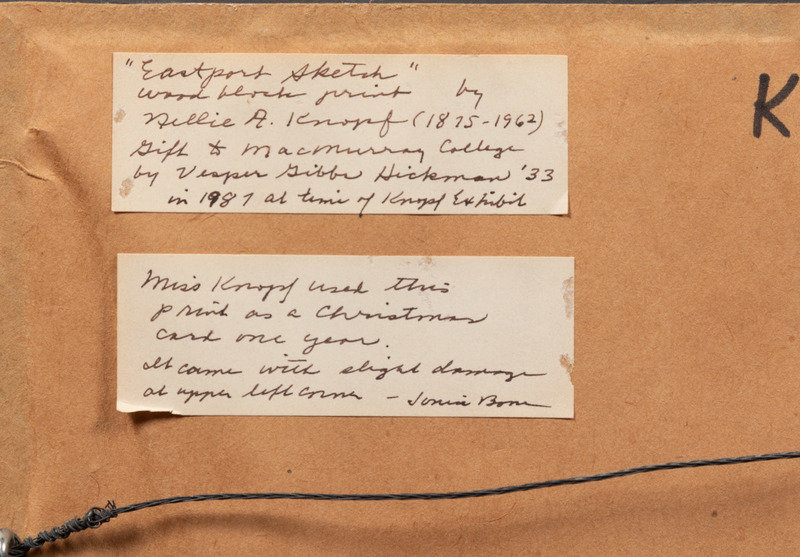 "Eastport Sketch"
wood block print by
Nellie A. Knopf (1875-1962)
Gift to MacMurray College
by Vesper Gibbs Hickman '33
in 1987 at time of Knopf Exhibit
K
Miss Knopf used this
print as a Christmas
card one year.
It came with slight damage
at upper left corner - Bone